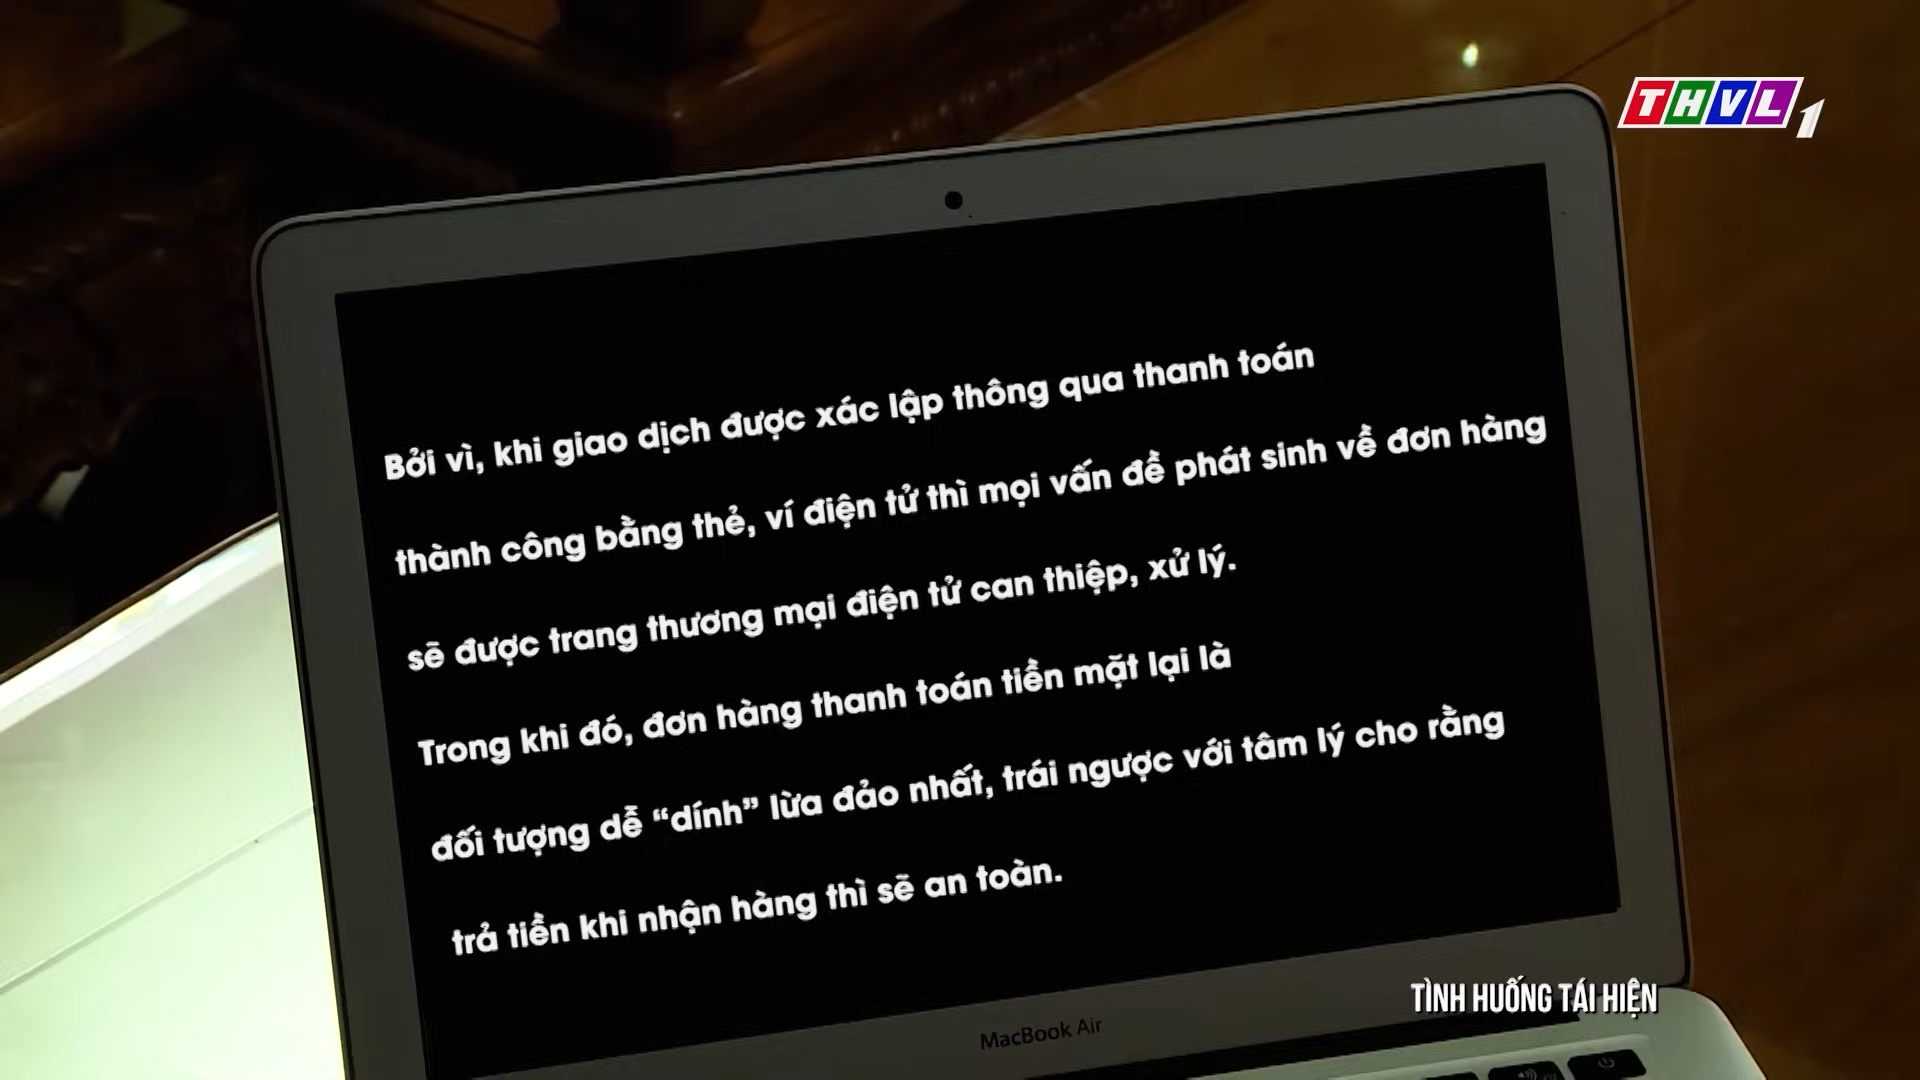 THVL1
Bởi vì, khi giao dịch được xác lập thông qua thanh toán
thành công bằng thẻ, ví điện tử thì mọi vấn đề phát sinh về đơn hàng
sẽ được trang thương mại điện tử can thiệp, xử lý.
Trong khi đó, đơn hàng thanh toán tiền mặt lại là
đối tượng dễ “dính” lừa đảo nhất, trái ngược với tâm lý cho rằng
trả tiền khi nhận hàng thì sẽ an toàn.
TÌNH HUỐNG TÁI HIỆN
MacBook Air